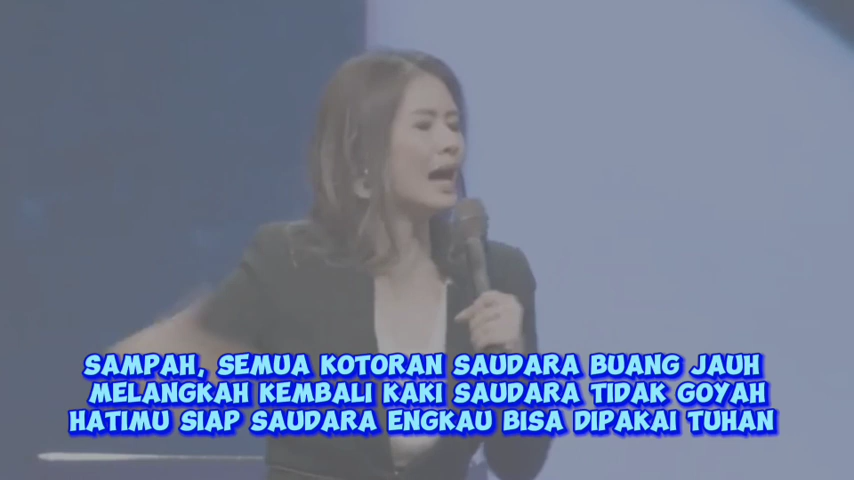 SAMPAH, SEMUA KOTORAN SAUDARA BUANG JAUH
MELANGKAH KEMBALI KAKI SAUDARA TIDAK GOYAH
HATIMU SIAP SAUDARA ENGKAU BISA DIPAKAI TUHAN